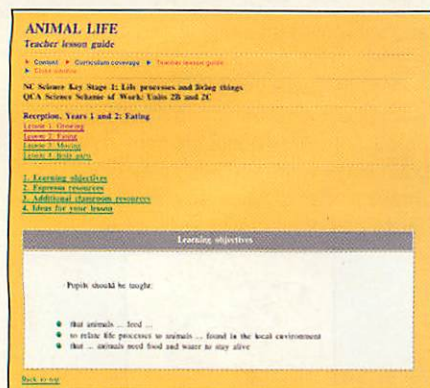 ANIMAL LIFE
Teacher lesson guide
Content Curriculum coverage Teacher lesson guide
NC Science Key Stage 1: Life processes and living things
QCA Science Scheme of Work: Units 2B and 2C
Reception, Years 1 and 2: Eating
Lesson 1: Growing
Lesson 2: Eating
Lesson 3: Moving
Lesson 4: Body parts
1. Learning objectives
2. Espresso resources
3. Additional classroom resources
4. Ideas for your lesson
Learning objectives
Pupils should be taught:
that animals ... feed ...
to relate life processes to animals ... found in the local environment
that ... animals need food and water to stay alive
Back to top